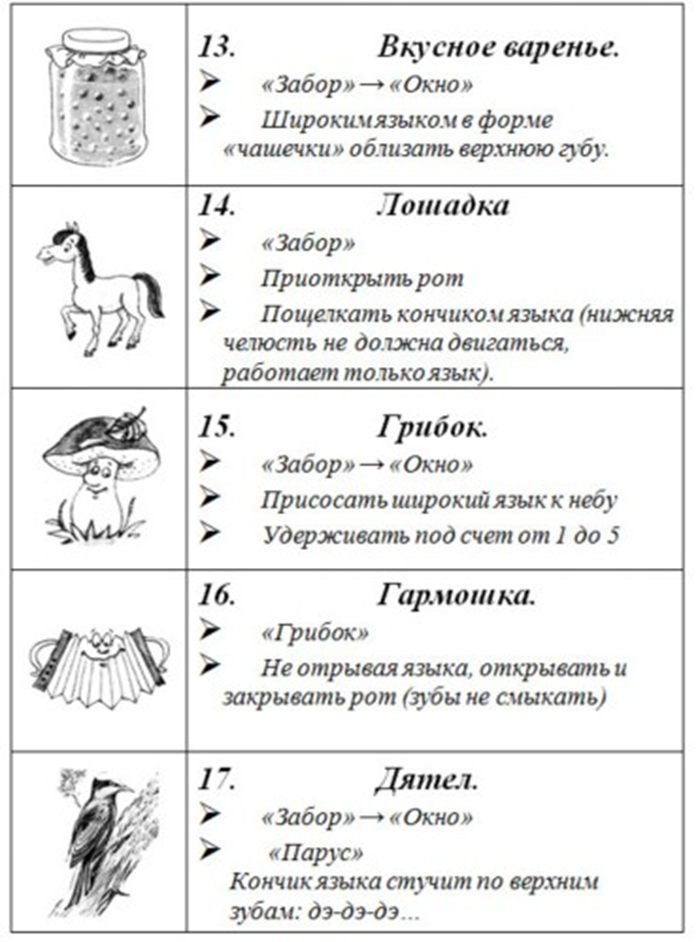 13. Вкусное варенье.
➢ «Забор» → «Окно»
➢ Широким языком в форме
«чашечки» облизать верхнюю губу.
14. Лошадка
➢ «Забор»
➢ Приоткрыть рот
➢ Пощелкать кончиком языка (нижняя
челюсть не должна двигаться,
работает только язык).
15. Грибок.
➢ «Забор» → «Окно»
➢ Присосать широкий язык к небу
➢ Удерживать под счет от 1 до 5
16. Гармошка.
➢ «Грибок»
➢ Не отрывая языка, открывать и
закрывать рот (зубы не смыкать)
17. Дятел.
➢ «Забор» → «Окно»
➢ «Парус»
Кончик языка стучит по верхним
зубам: дэ-дэ-дэ…